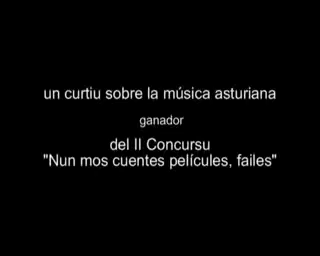 un curtiu sobre la música asturiana
ganador
del II Concursu
"Nun mos cuentes películes, failes"